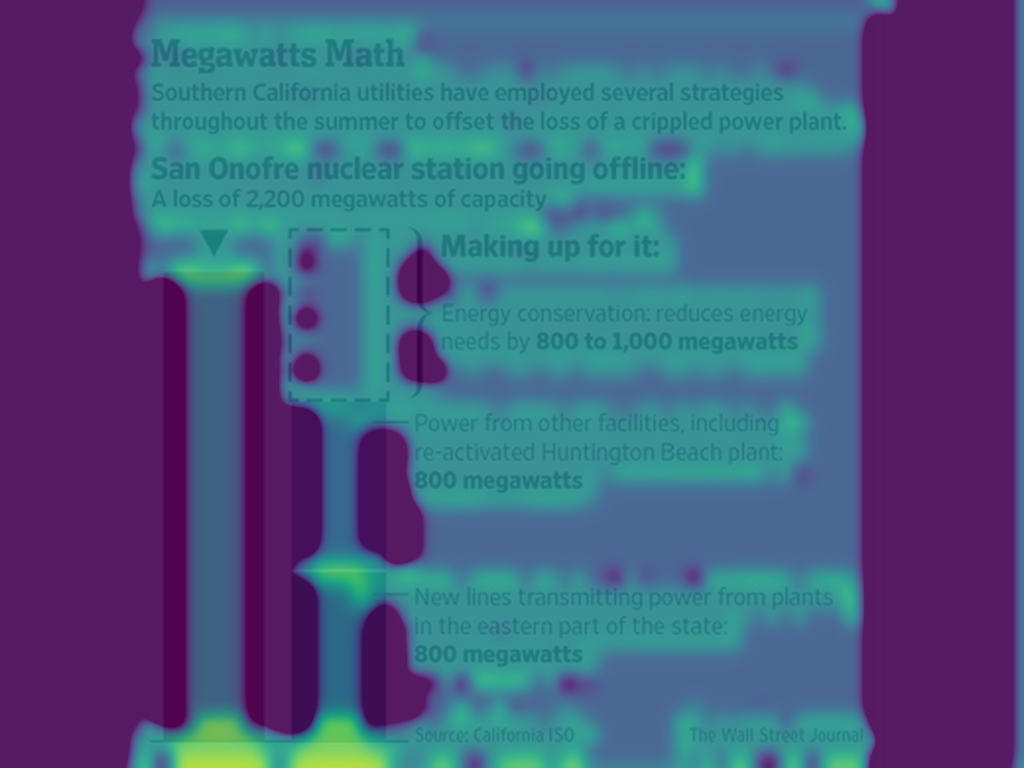 Megawatts Math
Southern California utilities have employed several strategies
throughout the summer to offset the loss of a crippled power plant.
San Onofre nuclear station going offline:
A loss of 2,200 megawatts of capacity
Making up for it:
Energy conservation: reduces energy
needs by 800 to 1,000 megawatts
Power from other facilities, including
re-activated Huntington Beach plant:
800 megawatts
New lines transmitting power from plants
in the eastern part of the state:
800 megawatts
Source: California ISO
The Wall Street Journal